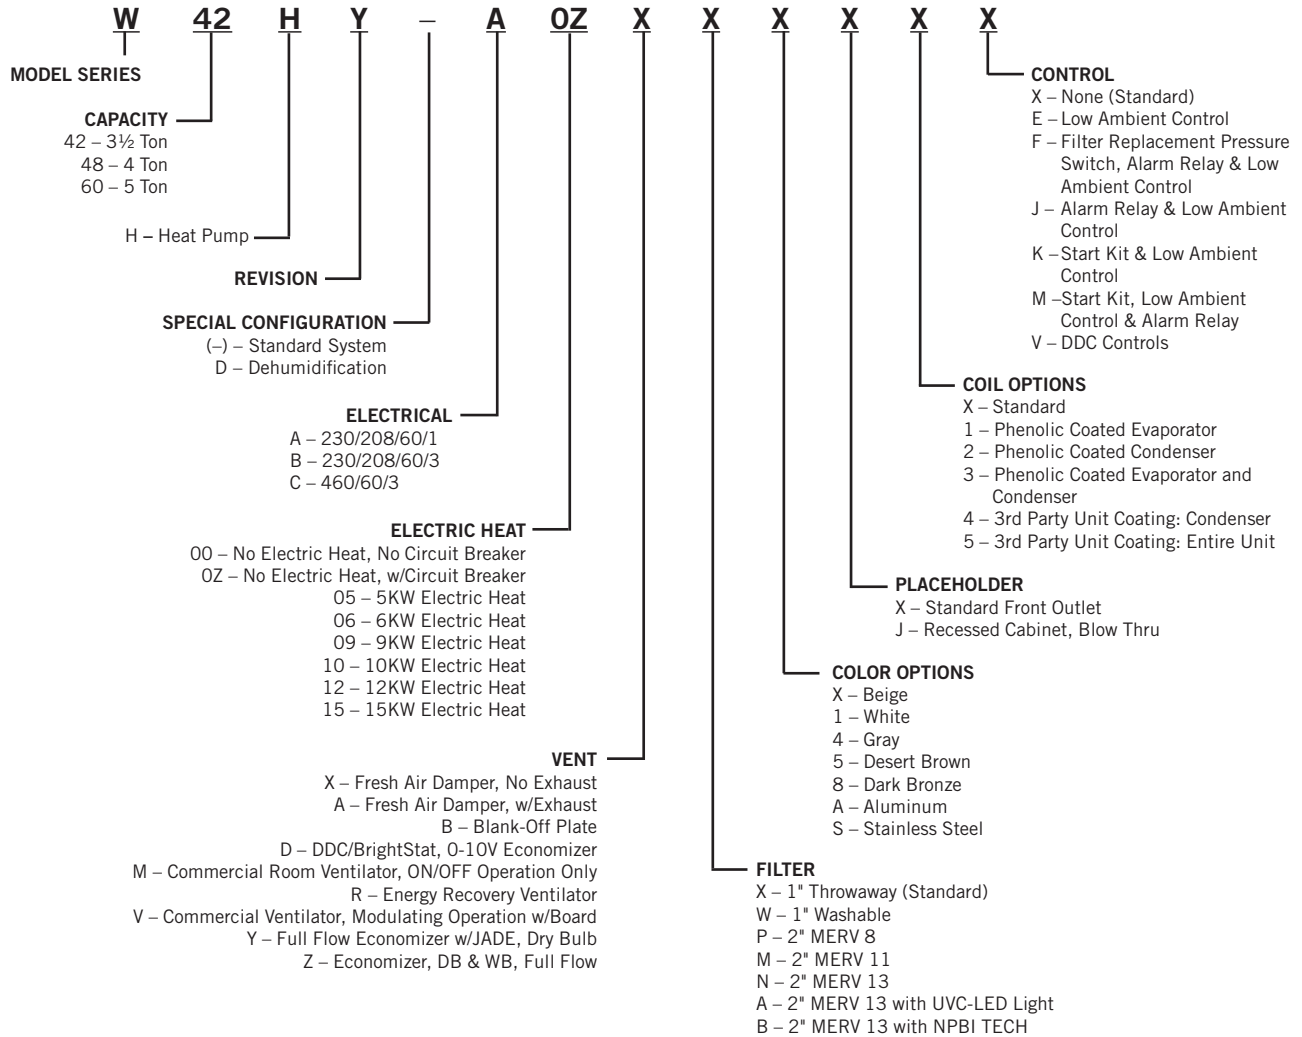 W 42 H Y – A 0Z X X X X X X
MODEL SERIES
CAPACITY
42 – 3½ Ton
48 – 4 Ton
60 – 5 Ton
H – Heat Pump
REVISION
SPECIAL CONFIGURATION
(–) – Standard System
D – Dehumidification
ELECTRICAL
A – 230/208/60/1
B – 230/208/60/3
C – 460/60/3
ELECTRIC HEAT
00 – No Electric Heat, No Circuit Breaker
0Z – No Electric Heat, w/Circuit Breaker
05 – 5KW Electric Heat
06 – 6KW Electric Heat
09 – 9KW Electric Heat
10 – 10KW Electric Heat
12 – 12KW Electric Heat
15 – 15KW Electric Heat
VENT
X – Fresh Air Damper, No Exhaust
A – Fresh Air Damper, w/Exhaust
B – Blank-Off Plate
D – DDC/BrightStat, 0-10V Economizer
M – Commercial Room Ventilator, ON/OFF Operation Only
R – Energy Recovery Ventilator
V – Commercial Ventilator, Modulating Operation w/Board
Y – Full Flow Economizer w/JADE, Dry Bulb
Z – Economizer, DB & WB, Full Flow
CONTROL
X – None (Standard)
E – Low Ambient Control
F – Filter Replacement Pressure
Switch, Alarm Relay & Low
Ambient Control
J – Alarm Relay & Low Ambient
Control
K –Start Kit & Low Ambient
Control
M –Start Kit, Low Ambient
Control & Alarm Relay
V – DDC Controls
COIL OPTIONS
X – Standard
1 – Phenolic Coated Evaporator
2 – Phenolic Coated Condenser
3 – Phenolic Coated Evaporator and
Condenser
4 – 3rd Party Unit Coating: Condenser
5 – 3rd Party Unit Coating: Entire Unit
PLACEHOLDER
X – Standard Front Outlet
J – Recessed Cabinet, Blow Thru
COLOR OPTIONS
X – Beige
1 – White
4 – Gray
5 – Desert Brown
8 – Dark Bronze
A – Aluminum
S – Stainless Steel
FILTER
X – 1" Throwaway (Standard)
W – 1" Washable
P – 2" MERV 8
M – 2" MERV 11
N – 2" MERV 13
A – 2" MERV 13 with UVC-LED Light
B – 2" MERV 13 with NPBI TECH